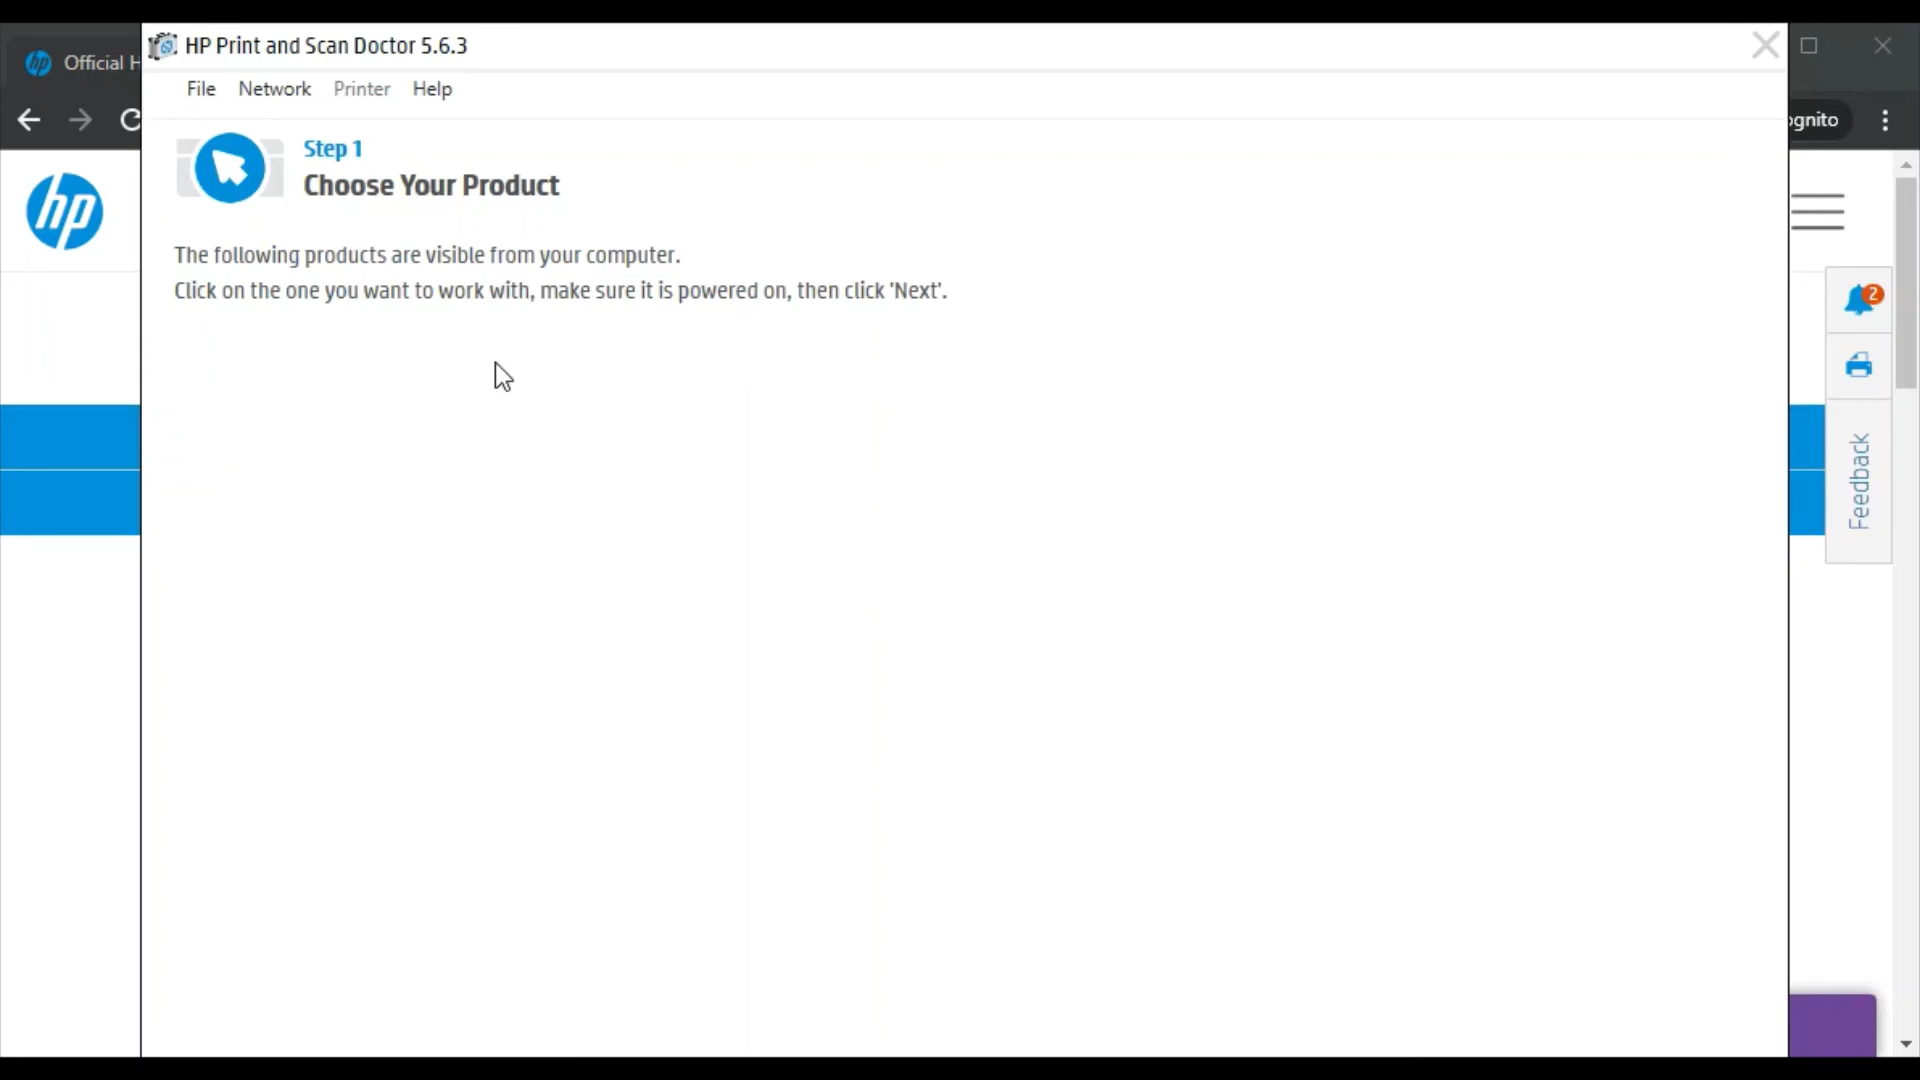 HP Print and Scan Doctor 5.6.3
Official H
File Network Printer Help
ognito
hp
Step 1
Choose Your Product
The following products are visible from your computer.
Click on the one you want to work with, make sure it is powered on, then click 'Next'.
2
Feedback